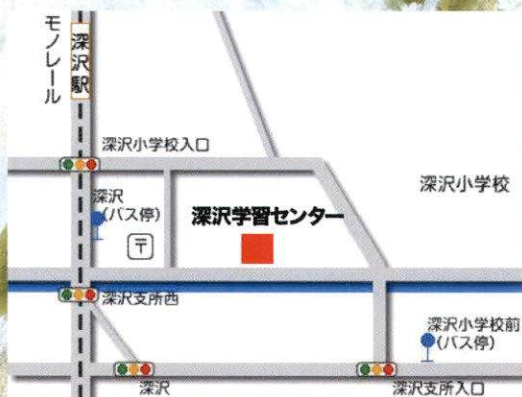 モノレール
深沢駅
深沢小学校入口
深沢
(バス停)
〒
深沢学習センター
深沢小学校
深沢支所西
深沢小学校前
(バス停)
深沢
深沢支所入口